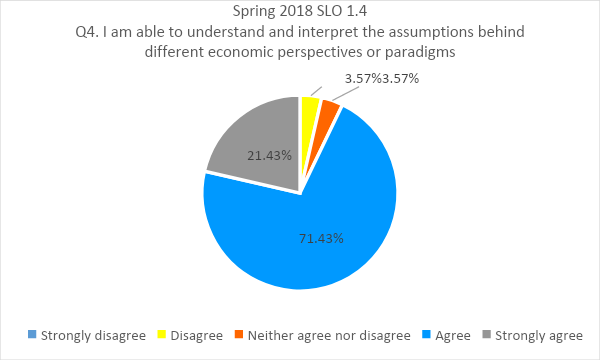 Spring 2018 SLO 1.4
Q4. I am able to understand and interpret the assumptions behind
different economic perspectives or paradigms
3.57%3.57%
21.43%
71.43%
Strongly disagree Disagree Neither agree nor disagree Agree Strongly agree